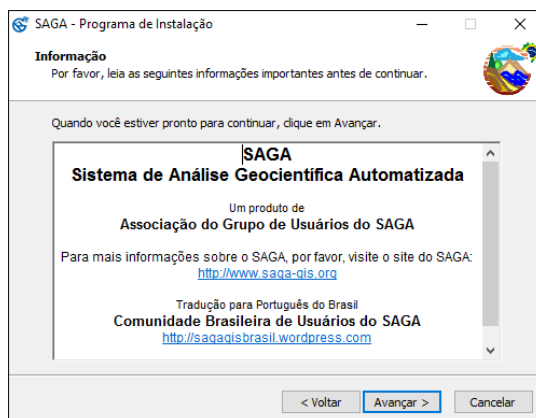 SAGA - Programa de Instalação
Informação
Por favor, leia as seguintes informações importantes antes de continuar.
Quando você estiver pronto para continuar, clique em Avançar.
SAGA
Sistema de Análise Geocientífica Automatizada
Um produto de
Associação do Grupo de Usuários do SAGA
Para mais informações sobre o SAGA, por favor, visite o site do SAGA:
http://www.saga-gis.org
Tradução para Português do Brasil
Comunidade Brasileira de Usuários do SAGA
http://sagagisbrasil.wordpress.com
< Voltar
Avançar >
Cancelar